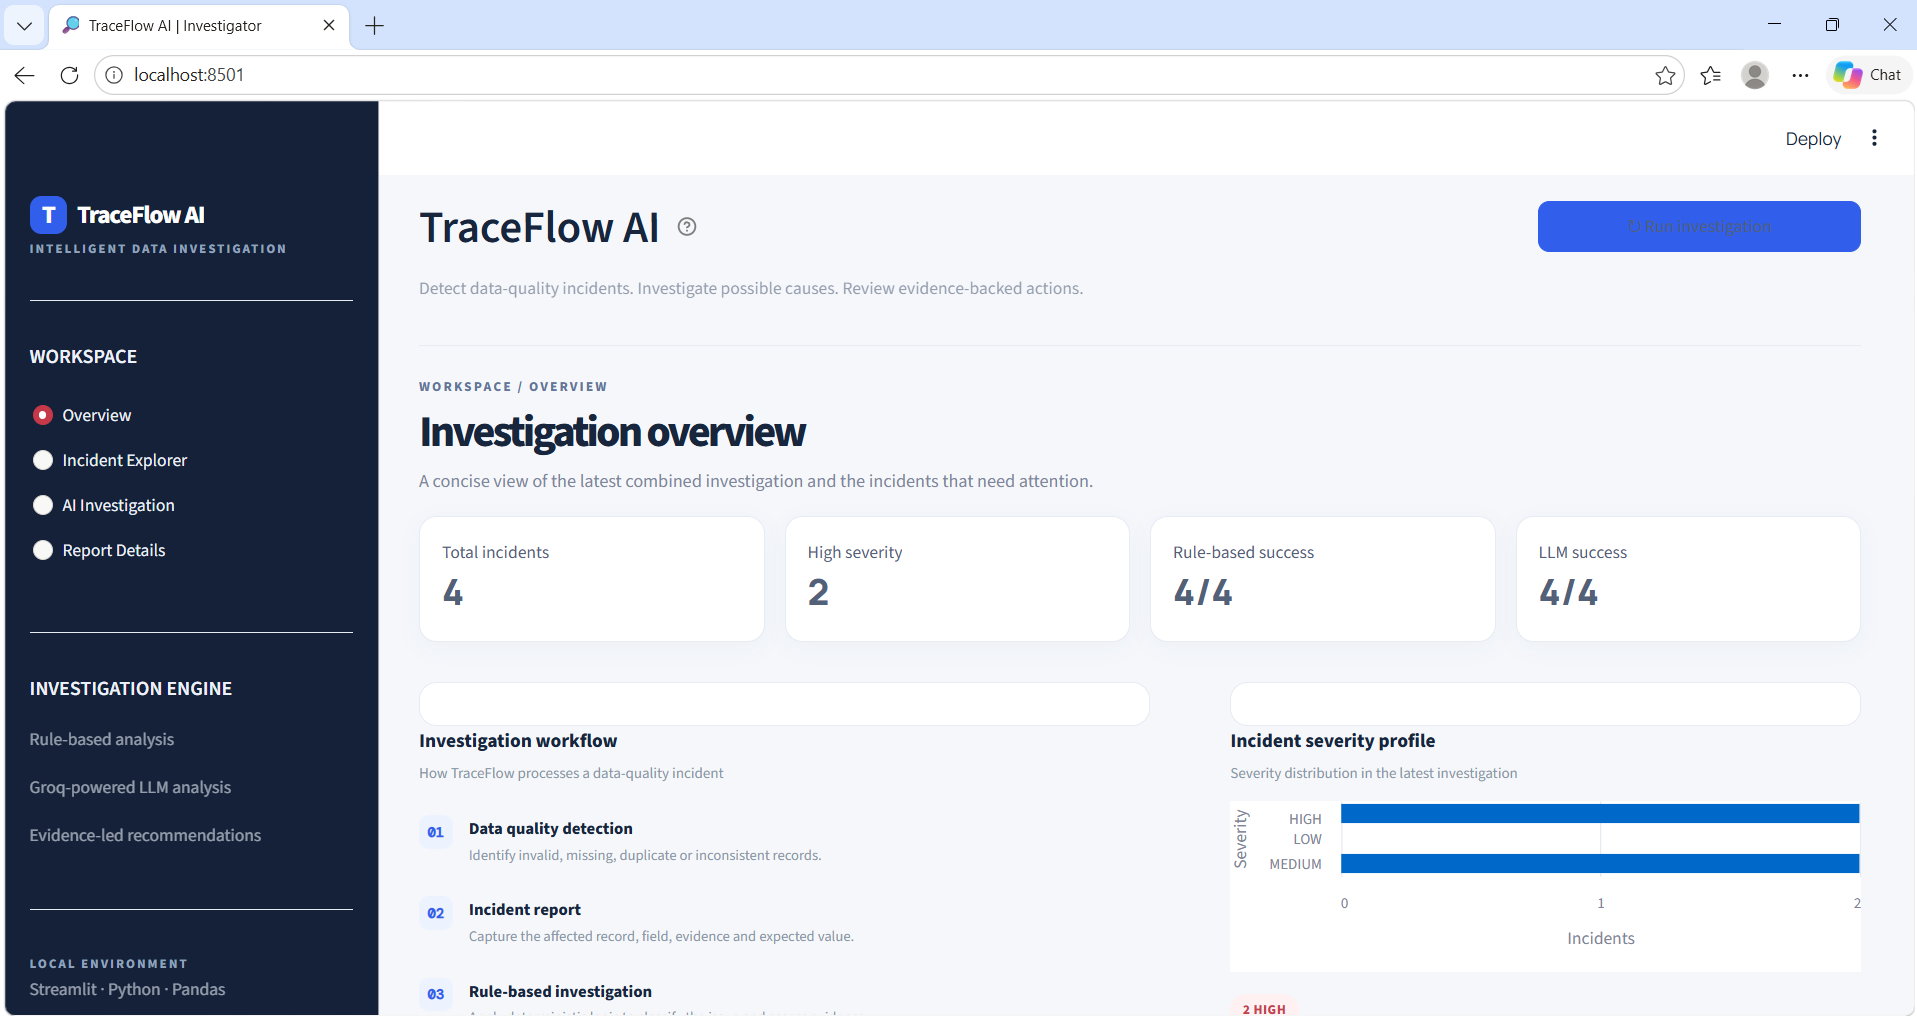 TraceFlow AI | Investigator
localhost:8501
Chat
Deploy
T TraceFlow AI
INTELLIGENT DATA INVESTIGATION
WORKSPACE
Overview
Incident Explorer
AI Investigation
Report Details
INVESTIGATION ENGINE
Rule-based analysis
Groq-powered LLM analysis
Evidence-led recommendations
LOCAL ENVIRONMENT
Streamlit · Python · Pandas
TraceFlow AI
↻ Run investigation
Detect data-quality incidents. Investigate possible causes. Review evidence-backed actions.
WORKSPACE / OVERVIEW
Investigation overview
A concise view of the latest combined investigation and the incidents that need attention.
Total incidents
4
High severity
2
Rule-based success
4/4
LLM success
4/4
Investigation workflow
How TraceFlow processes a data-quality incident
01 Data quality detection
Identify invalid, missing, duplicate or inconsistent records.
02 Incident report
Capture the affected record, field, evidence and expected value.
03 Rule-based investigation
Incident severity profile
Severity distribution in the latest investigation
Severity
HIGH
LOW
MEDIUM
0 1 2
Incidents
2 HIGH